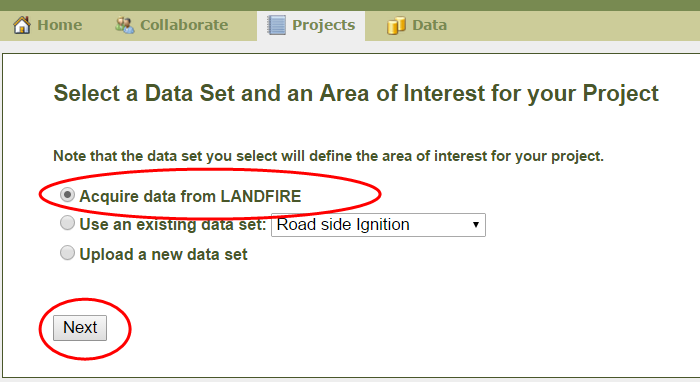 Home Collaborate Projects Data
Select a Data Set and an Area of Interest for your Project
Note that the data set you select will define the area of interest for your project.
Acquire data from LANDFIRE
Use an existing data set: Road side Ignition
Upload a new data set
Next